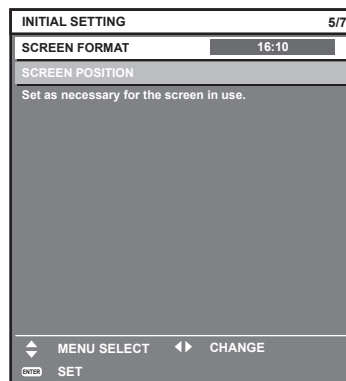 INITIAL SETTING 5/7
SCREEN FORMAT 16:10
SCREEN POSITION
Set as necessary for the screen in use.
MENU SELECT CHANGE
ENTER SET